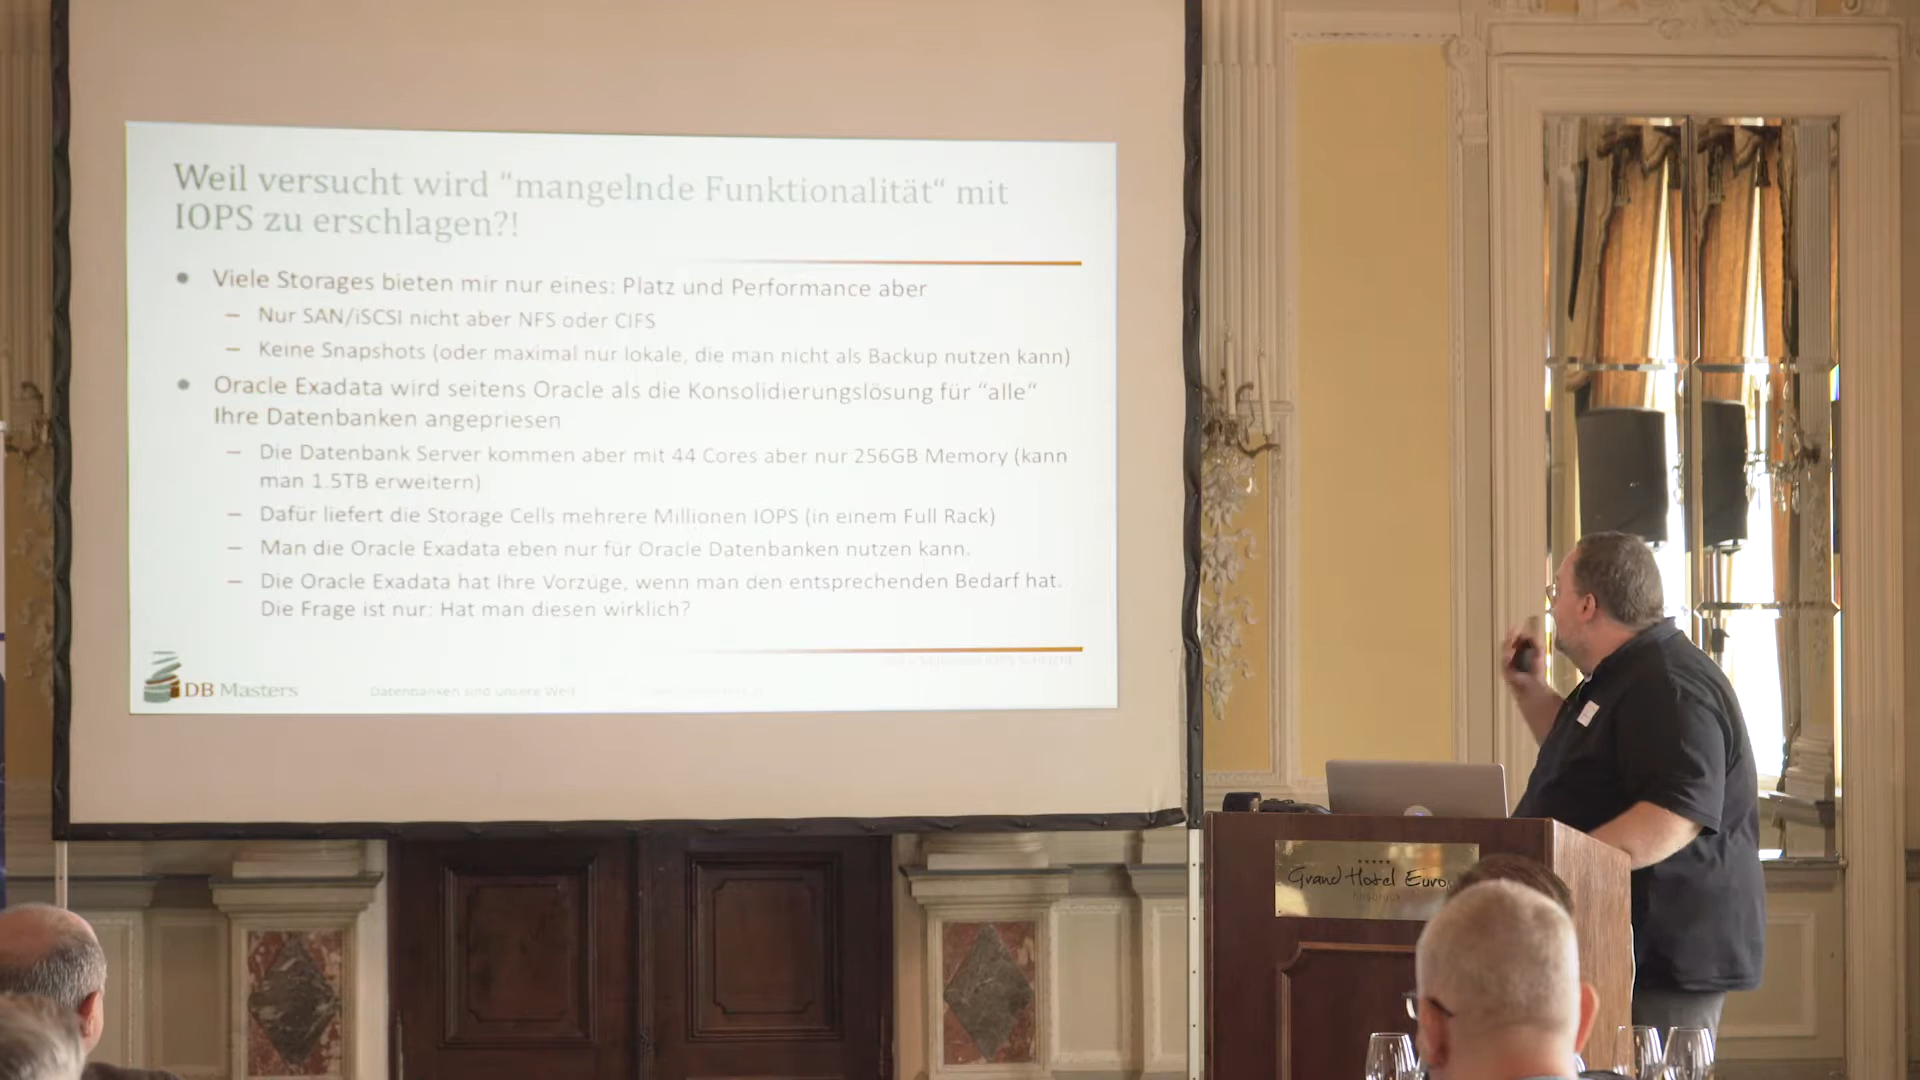 Weil versucht wird “mangelnde Funktionalität“ mit
IOPS zu erschlagen?!
• Viele Storages bieten mir nur eines: Platz und Performance aber
– Nur SAN/iSCSI nicht aber NFS oder CIFS
– Keine Snapshots (oder maximal nur lokale, die man nicht als Backup nutzen kann)
• Oracle Exadata wird seitens Oracle als die Konsolidierungslösung für “alle“
Ihre Datenbanken angepriesen
– Die Datenbank Server kommen aber mit 44 Cores aber nur 256GB Memory (kann
man 1.5TB erweitern)
– Dafür liefert die Storage Cells mehrere Millionen IOPS (in einem Full Rack)
– Man die Oracle Exadata eben nur für Oracle Datenbanken nutzen kann.
– Die Oracle Exadata hat Ihre Vorzüge, wenn man den entsprechenden Bedarf hat.
Die Frage ist nur: Hat man diesen wirklich?
DB Masters
Datenbanken sind unsere Welt
Grand Hotel Euro